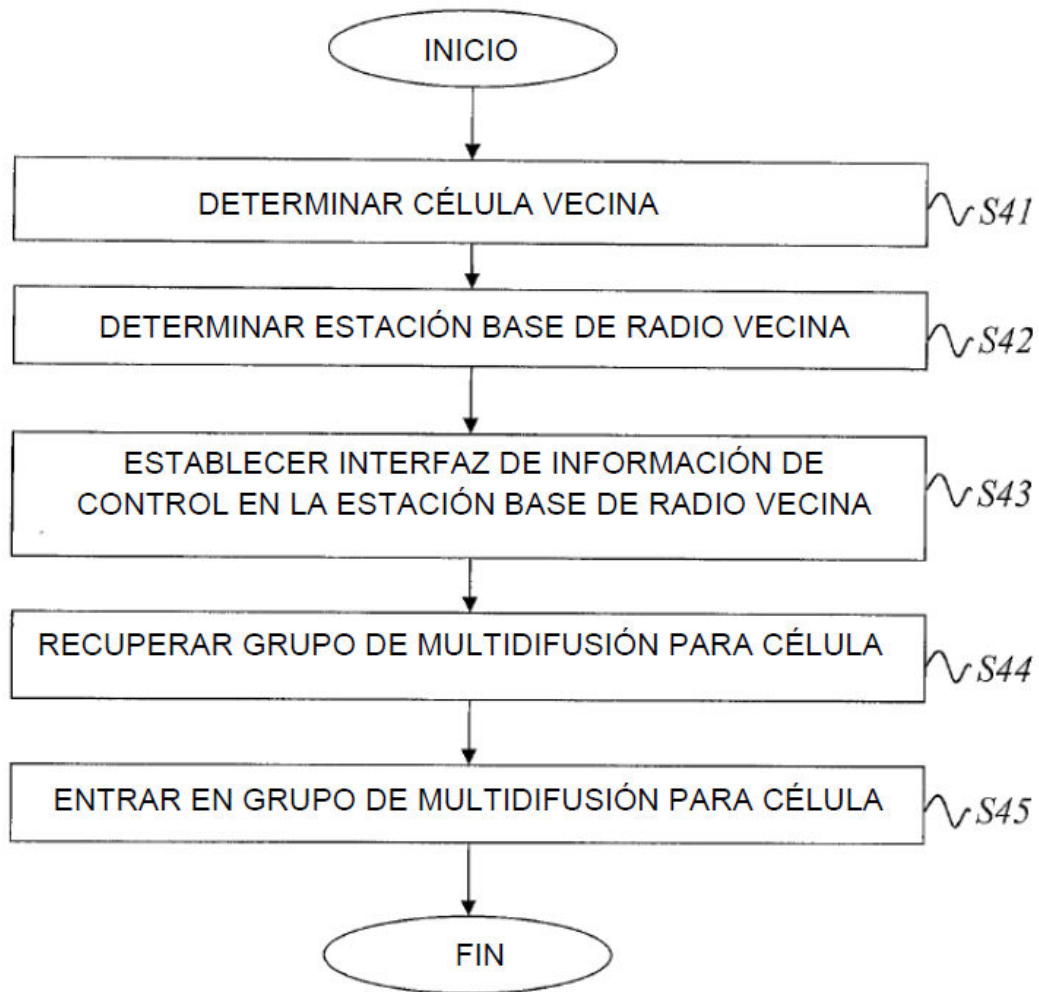 INICIO
DETERMINAR CÉLULA VECINA
S41
DETERMINAR ESTACIÓN BASE DE RADIO VECINA
S42
ESTABLECER INTERFAZ DE INFORMACIÓN DE
CONTROL EN LA ESTACIÓN BASE DE RADIO VECINA
S43
RECUPERAR GRUPO DE MULTIDIFUSIÓN PARA CÉLULA
S44
ENTRAR EN GRUPO DE MULTIDIFUSIÓN PARA CÉLULA
S45
FIN